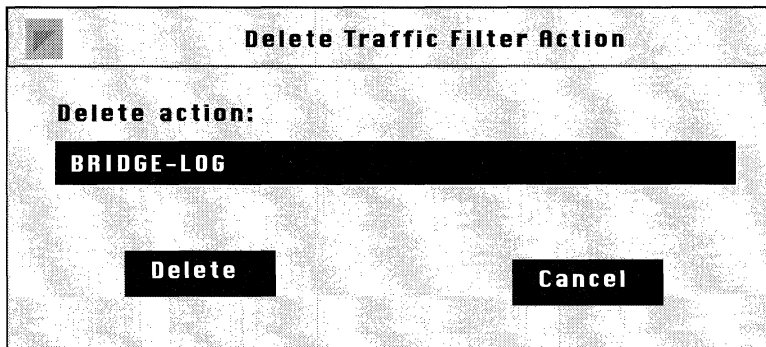 Delete Traffic Filter Action
Delete action:
BRIDGE-LOG
Delete
Cancel